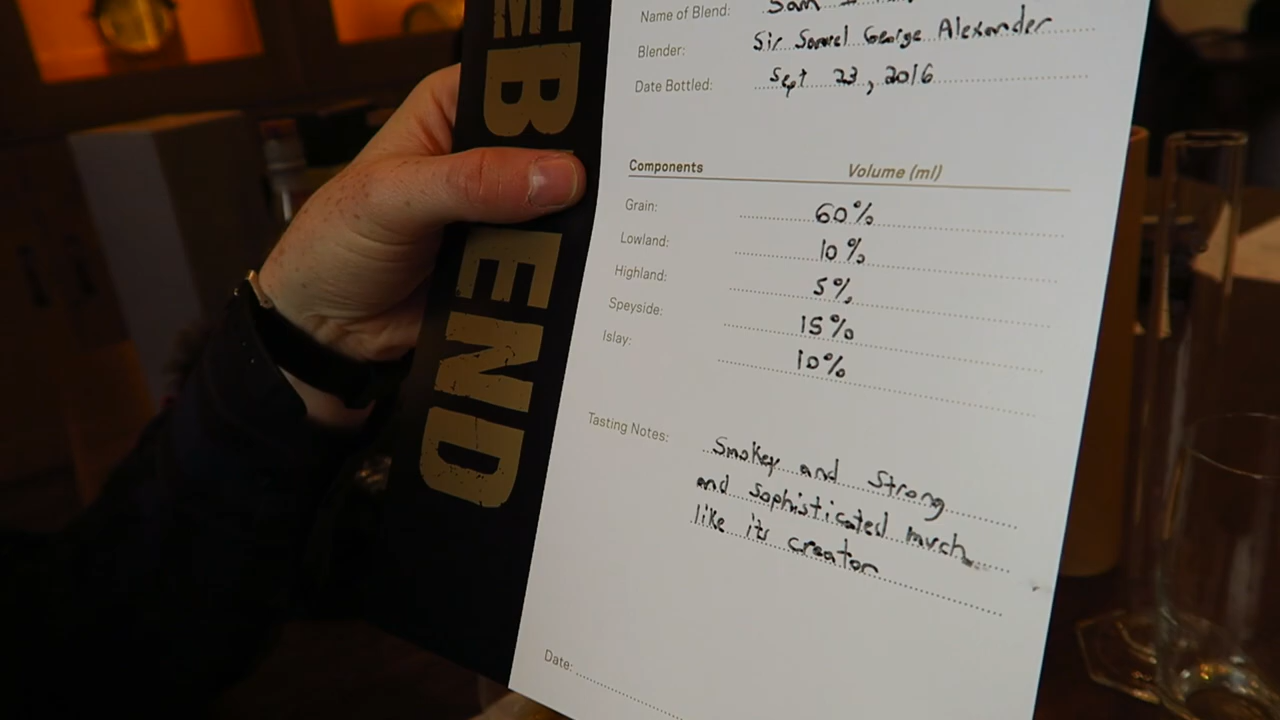 Name of Blend: Sam
Blender: Sir Samuel George Alexander
Date Bottled: Sept 23, 2016
Components Volume (ml)
Grain: 60%
Lowland: 10%
Highland: 5%
Speyside: 15%
Islay: 10%
Tasting Notes: Smokey and Strong
and sophisticated much
like its creator
Date:
END